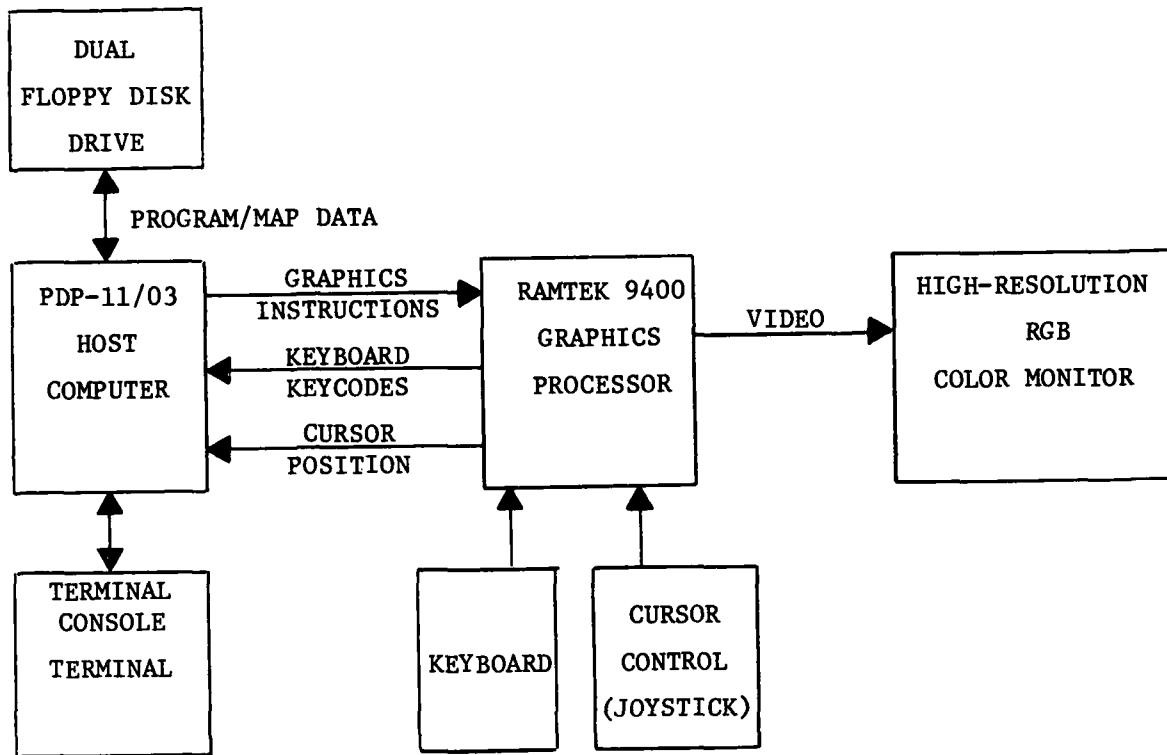 DUAL
FLOPPY DISK
DRIVE
PROGRAM/MAP DATA
PDP-11/03
HOST
COMPUTER
GRAPHICS
INSTRUCTIONS
KEYBOARD
KEYCODES
CURSOR
POSITION
RAMTEK 9400
GRAPHICS
PROCESSOR
VIDEO
HIGH-RESOLUTION
RGB
COLOR MONITOR
TERMINAL
CONSOLE
TERMINAL
KEYBOARD
CURSOR
CONTROL
(JOYSTICK)